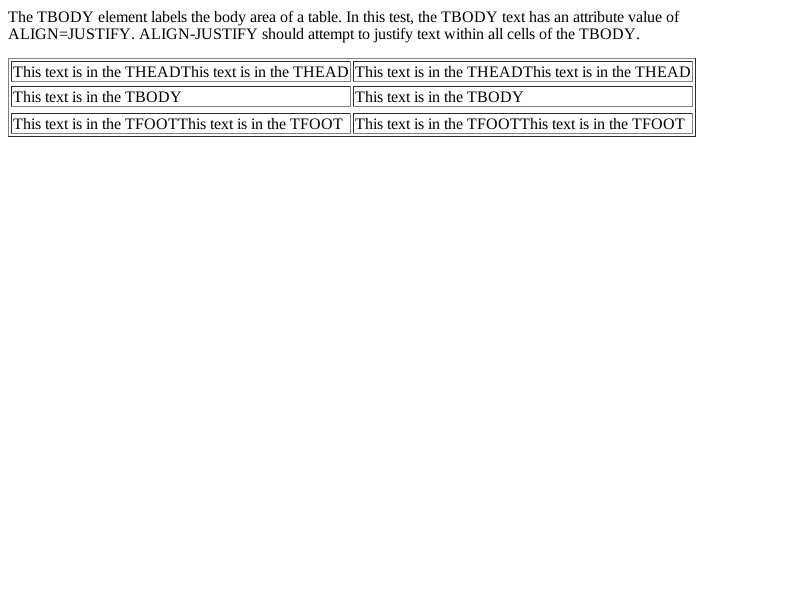 The TBODY element labels the body area of a table. In this test, the TBODY text has an attribute value of
ALIGN=JUSTIFY. ALIGN-JUSTIFY should attempt to justify text within all cells of the TBODY.
This text is in the THEADThis text is in the THEAD This text is in the THEADThis text is in the THEAD
This text is in the TBODY This text is in the TBODY
This text is in the TFOOTThis text is in the TFOOT This text is in the TFOOTThis text is in the TFOOT